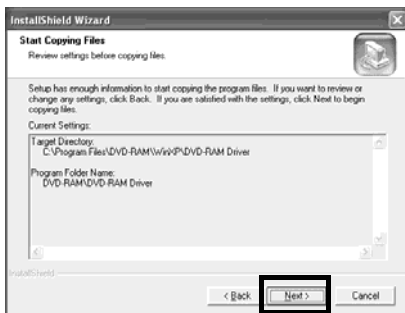 InstallShield Wizard
Start Copying Files
Review settings before copying files.
Setup has enough information to start copying the program files. If you want to review or
change any settings, click Back. If you are satisfied with the settings, click Next to begin
copying files.
Current Settings:
Target Directory:
C:\Program Files\DVD-RAM\WinXP\DVD-RAM Driver
Program Folder Name:
DVD-RAM\DVD-RAM Driver
InstallShield
< Back
Next >
Cancel